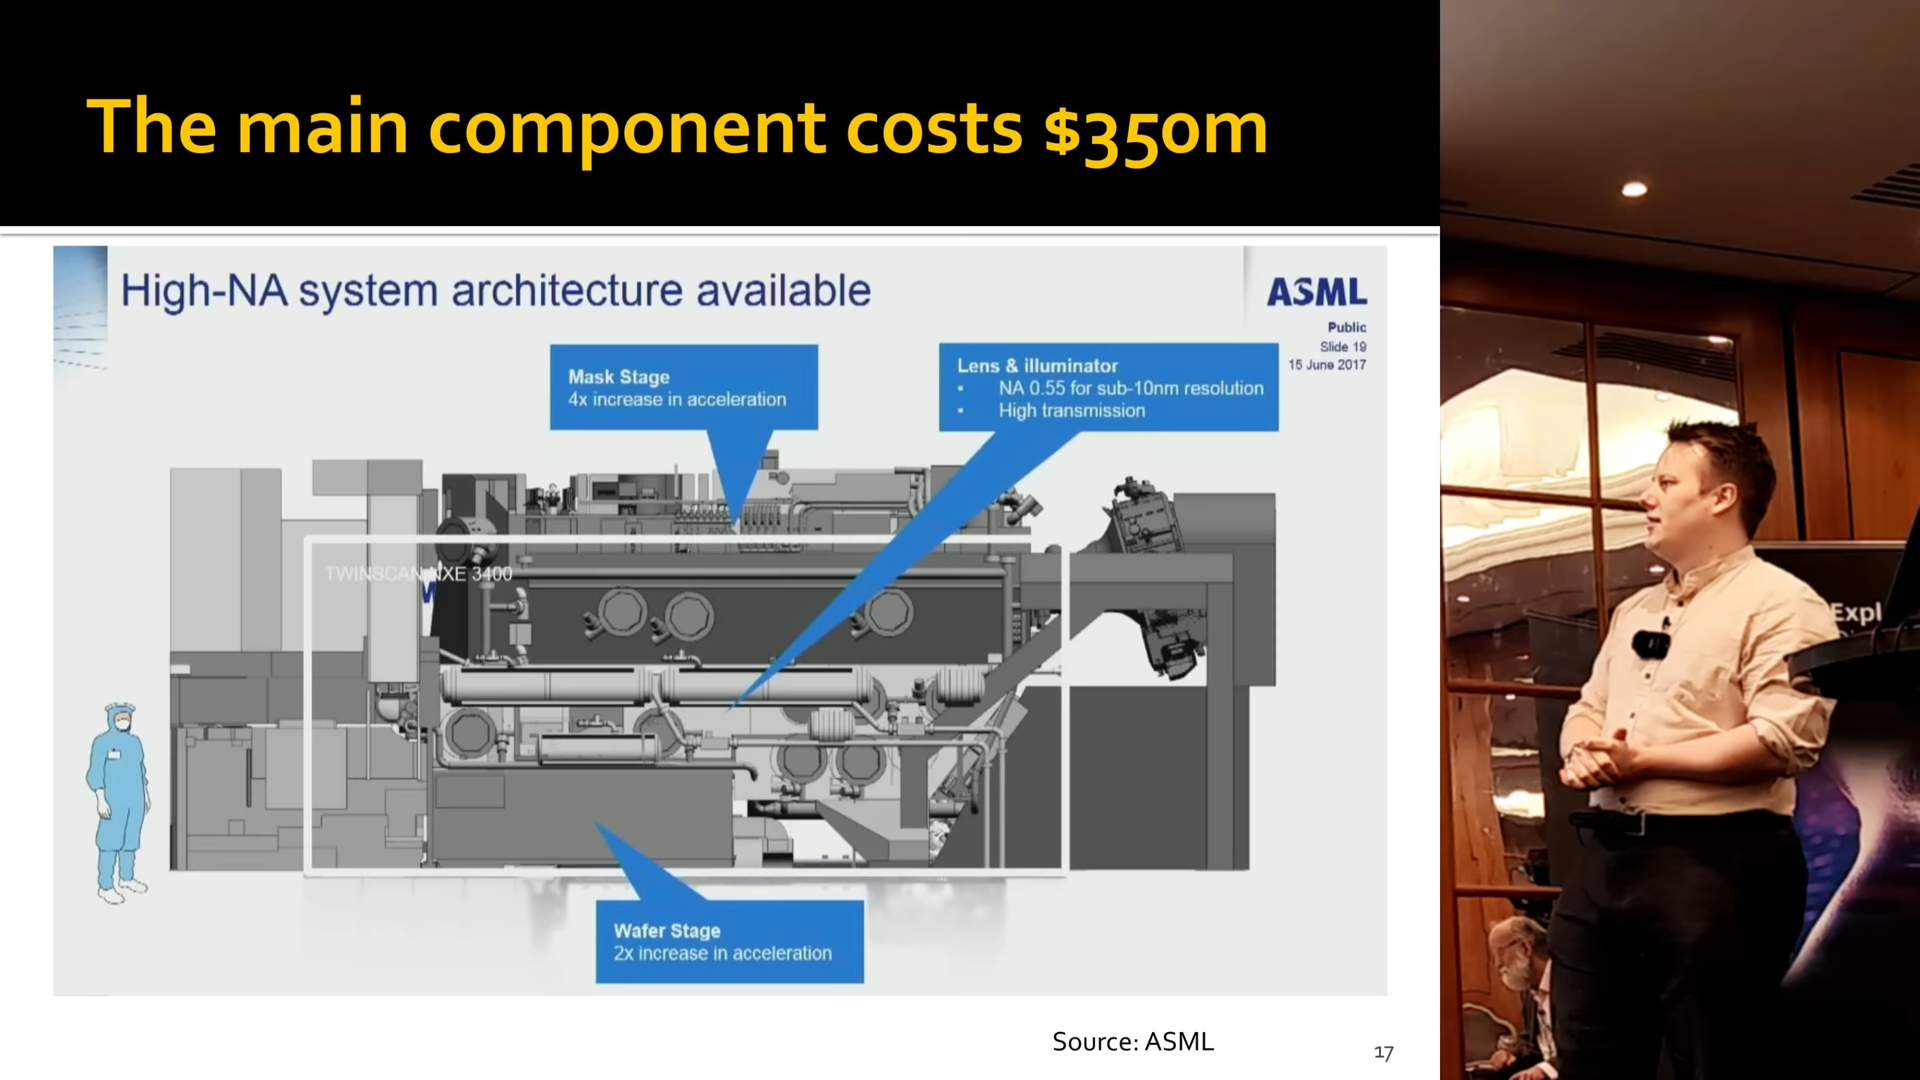 The main component costs $350m
High-NA system architecture available
ASML
Public
Slide 19
15 June 2017
Mask Stage
4x increase in acceleration
Lens & illuminator
• NA 0.55 for sub-10nm resolution
• High transmission
TWINSCAN NXE 3400
Wafer Stage
2x increase in acceleration
Source: ASML
17
Expl